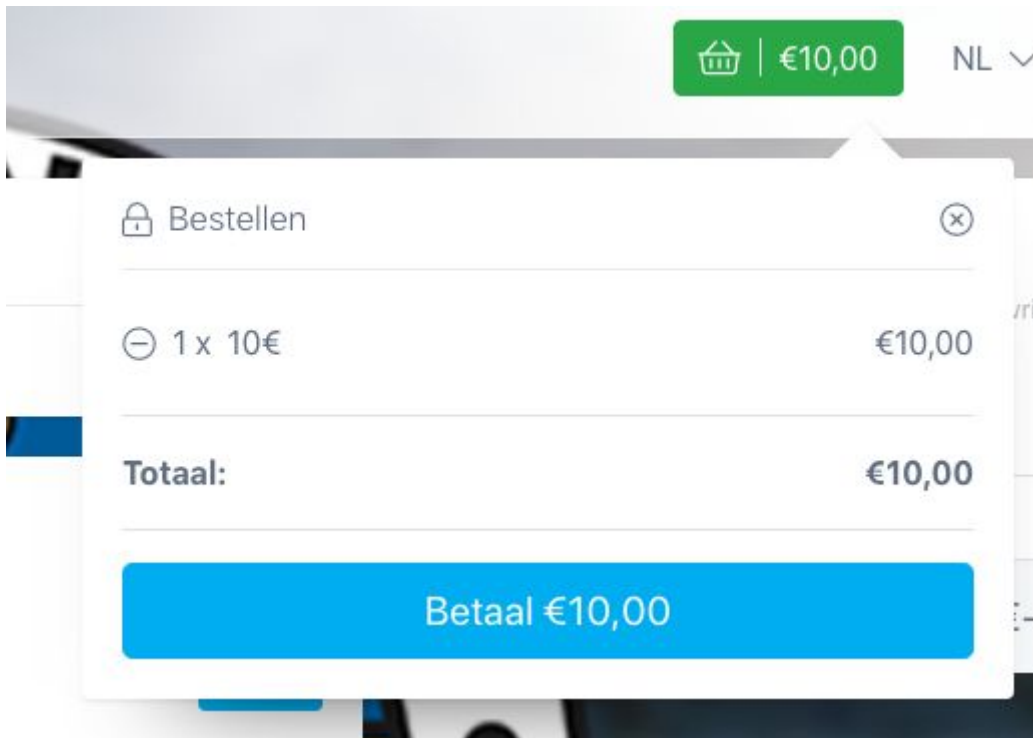 €10,00 NL
Bestellen
1 x 10€ €10,00
Totaal: €10,00
Betaal €10,00